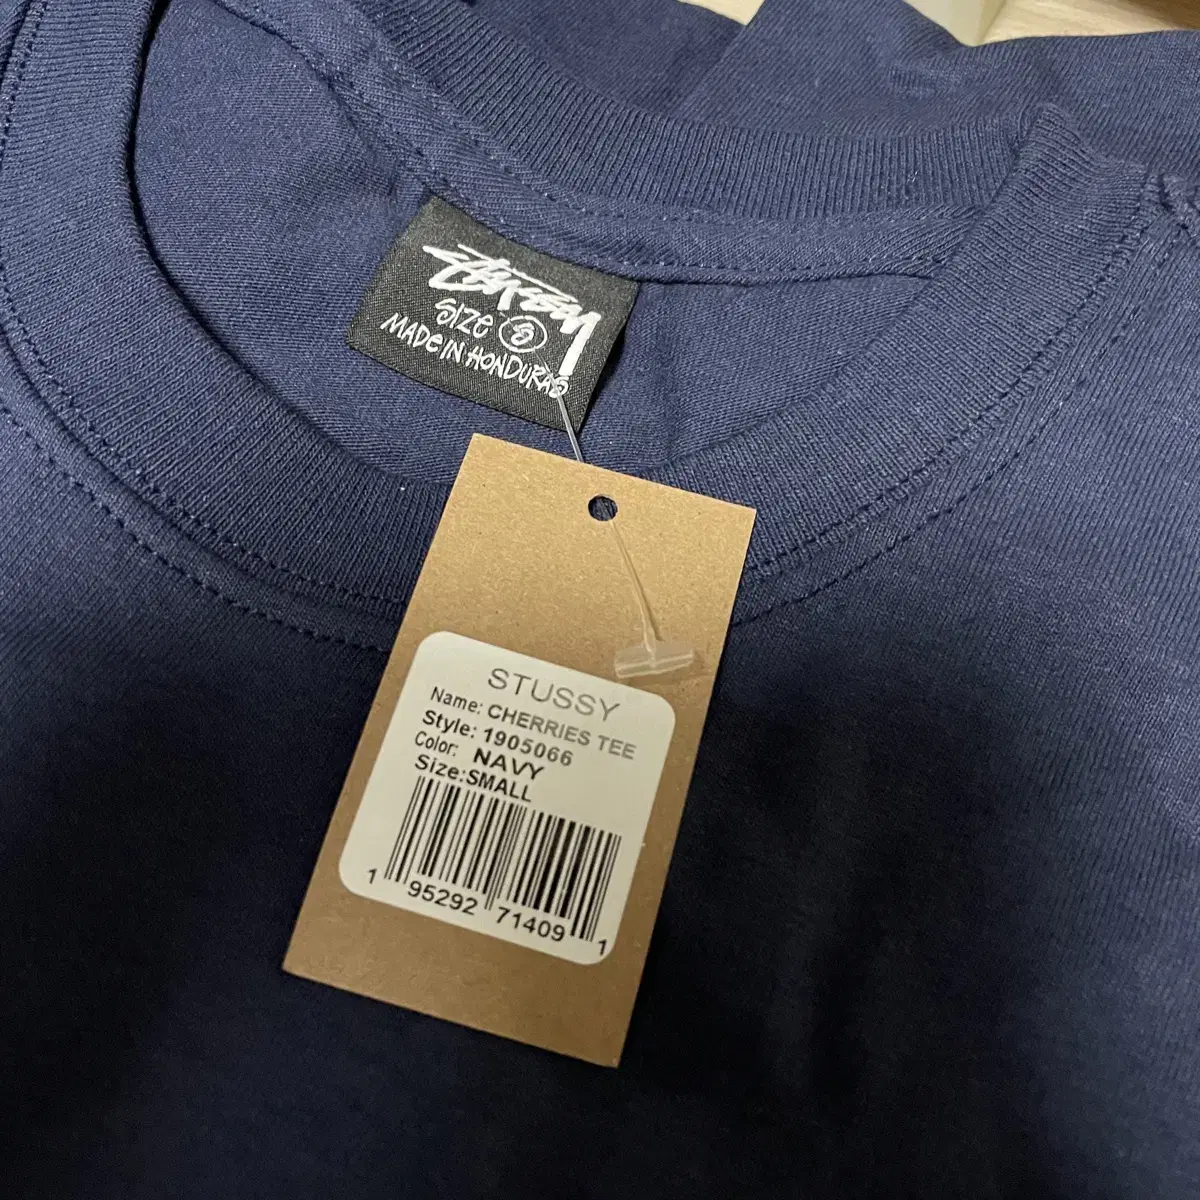 Stüssy
SIZE S
MADE IN HONDURAS
STUSSY
Name: CHERRIES TEE
Style: 1905066
Color: NAVY
Size:SMALL
1 95292 71409 1